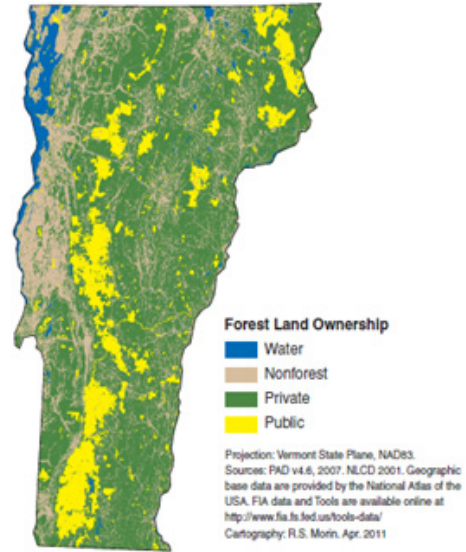 Forest Land Ownership
Water
Nonforest
Private
Public
Projection: Vermont State Plane, NAD83.
Sources: PAD v4.6, 2007. NLCD 2001. Geographic
base data are provided by the National Atlas of the
USA. FIA data and Tools are available online at
http://www.fia.fs.fed.us/tools-data/
Cartography: R.S. Morin. Apr. 2011